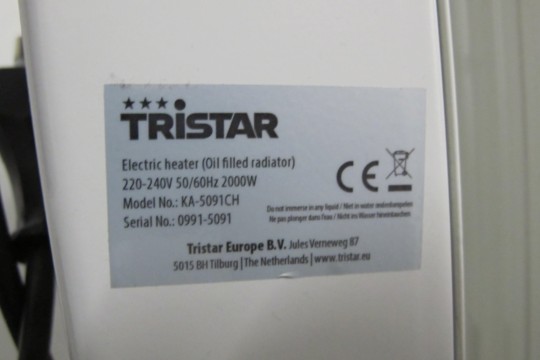 TRiSTAR
Electric heater (Oil filled radiator)
220-240V 50/60Hz 2000W
Model No.: KA-5091CH
Serial No.: 0991-5091
CE
Do not immerse in any liquid / Niet in water onderdompelen
Ne pas plonger dans l'eau / Nicht ins Wasser hineintauchen
Tristar Europe B.V. Jules Verneweg 87
5015 BH Tilburg | The Netherlands | www.tristar.eu